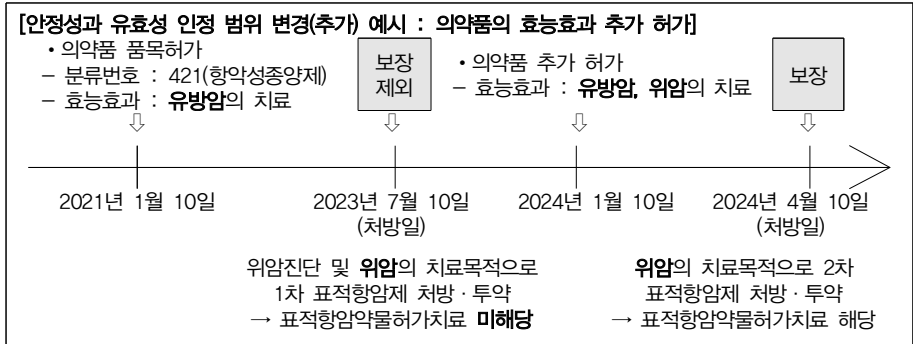 [안정성과 유효성 인정 범위 변경(추가) 예시 : 의약품의 효능효과 추가 허가]
• 의약품 품목허가
– 분류번호 : 421(항악성종양제)
– 효능효과 : 유방암의 치료
보장
제외
• 의약품 추가 허가
– 효능효과 : 유방암, 위암의 치료
보장
2021년 1월 10일
2023년 7월 10일
(처방일)
2024년 1월 10일
2024년 4월 10일
(처방일)
위암진단 및 위암의 치료목적으로
1차 표적항암제 처방·투약
→ 표적항암약물허가치료 미해당
위암의 치료목적으로 2차
표적항암제 처방·투약
→ 표적항암약물허가치료 해당